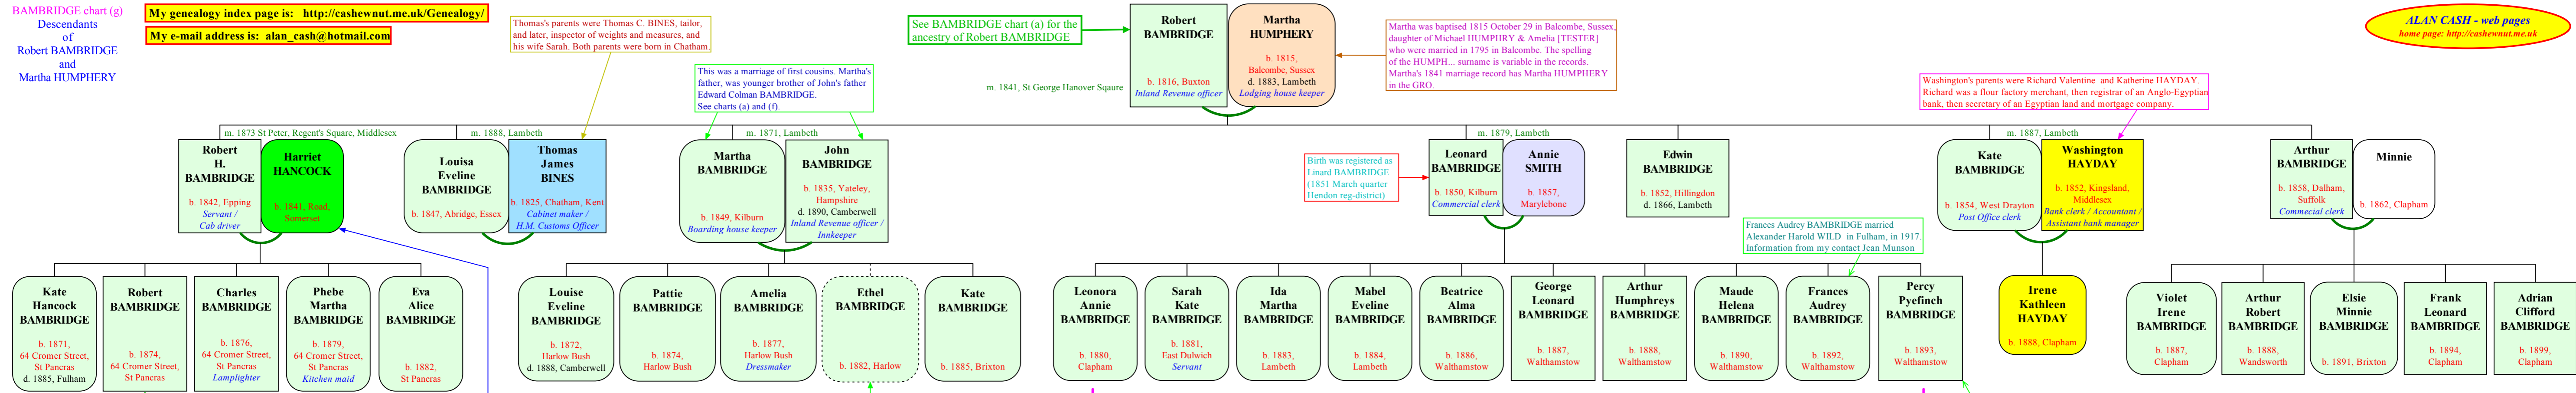 BAMBRIDGE chart (g)
Descendants
of
Robert BAMBRIDGE
and
Martha HUMPHERY
My genealogy index page is:   http://cashewnut.me.uk/Genealogy/
My e-mail address is:  alan_cash@hotmail.com
Thomas's parents were Thomas C. BINES, tailor,
and later, inspector of weights and measures, and
his wife Sarah. Both parents were born in Chatham.
This was a marriage of first cousins. Martha's
father, was younger brother of John's father
Edward Colman BAMBRIDGE.
See charts (a) and (f).
See BAMBRIDGE chart (a) for the
ancestry of Robert BAMBRIDGE
m. 1841, St George Hanover Sqaure
Robert
BAMBRIDGE
b. 1816, Buxton
Inland Revenue officer
Martha
HUMPHERY
b. 1815,
Balcombe, Sussex
d. 1883, Lambeth
Lodging house keeper
Martha was baptised 1815 October 29 in Balcombe, Sussex,
daughter of Michael HUMPHRY & Amelia [TESTER]
who were married in 1795 in Balcombe. The spelling
of the HUMPH... surname is variable in the records.
Martha's 1841 marriage record has Martha HUMPHERY
in the GRO.
Washington's parents were Richard Valentine  and Katherine HAYDAY.
Richard was a flour factory merchant, then registrar of an Anglo-Egyptian
bank, then secretary of an Egyptian land and mortgage company.
ALAN CASH - web pages
home page: http://cashewnut.me.uk
m. 1873 St Peter, Regent's Square, Middlesex
Robert
H.
BAMBRIDGE
b. 1842, Epping
Servant /
Cab driver
Harriet
HANCOCK
b. 1841, Road,
Somerset
m. 1888, Lambeth
Louisa
Eveline
BAMBRIDGE
b. 1847, Abridge, Essex
Thomas
James
BINES
b. 1825, Chatham, Kent
Cabinet maker /
H.M. Customs Officer
m. 1871, Lambeth
Martha
BAMBRIDGE
b. 1849, Kilburn
Boarding house keeper
John
BAMBRIDGE
b. 1835, Yateley,
Hampshire
d. 1890, Camberwell
Inland Revenue officer /
Innkeeper
Birth was registered as
Linard BAMBRIDGE
(1851 March quarter
Hendon reg-district)
m. 1879, Lambeth
Leonard
BAMBRIDGE
b. 1850, Kilburn
Commercial clerk
Annie
SMITH
b. 1857,
Marylebone
Edwin
BAMBRIDGE
b. 1852, Hillingdon
d. 1866, Lambeth
Frances Audrey BAMBRIDGE married
Alexander Harold WILD  in Fulham, in 1917.
Information from my contact Jean Munson
m. 1887, Lambeth
Kate
BAMBRIDGE
b. 1854, West Drayton
Post Office clerk
Washington
HAYDAY
b. 1852, Kingsland,
Middlesex
Bank clerk / Accountant /
Assistant bank manager
Arthur
BAMBRIDGE
b. 1858, Dalham,
Suffolk
Commecial clerk
Minnie
b. 1862, Clapham
Kate
Hancock
BAMBRIDGE
b. 1871,
64 Cromer Street,
St Pancras
d. 1885, Fulham
Robert
BAMBRIDGE
b. 1874,
64 Cromer Street,
St Pancras
Charles
BAMBRIDGE
b. 1876,
64 Cromer Street,
St Pancras
Lamplighter
Phebe
Martha
BAMBRIDGE
b. 1879,
64 Cromer Street,
St Pancras
Kitchen maid
Eva
Alice
BAMBRIDGE
b. 1882,
St Pancras
Louise
Eveline
BAMBRIDGE
b. 1872,
Harlow Bush
d. 1888, Camberwell
Pattie
BAMBRIDGE
b. 1874,
Harlow Bush
Amelia
BAMBRIDGE
b. 1877,
Harlow Bush
Dressmaker
Ethel
BAMBRIDGE
b. 1882, Harlow
Kate
BAMBRIDGE
b. 1885, Brixton
Leonora
Annie
BAMBRIDGE
b. 1880,
Clapham
Sarah
Kate
BAMBRIDGE
b. 1881,
East Dulwich
Servant
Ida
Martha
BAMBRIDGE
b. 1883,
Lambeth
Mabel
Eveline
BAMBRIDGE
b. 1884,
Lambeth
Beatrice
Alma
BAMBRIDGE
b. 1886,
Walthamstow
George
Leonard
BAMBRIDGE
b. 1887,
Walthamstow
Arthur
Humphreys
BAMBRIDGE
b. 1888,
Walthamstow
Maude
Helena
BAMBRIDGE
b. 1890,
Walthamstow
Frances
Audrey
BAMBRIDGE
b. 1892,
Walthamstow
Percy
Pyefinch
BAMBRIDGE
b. 1893,
Walthamstow
Irene
Kathleen
HAYDAY
b. 1888, Clapham
Violet
Irene
BAMBRIDGE
b. 1887,
Clapham
Arthur
Robert
BAMBRIDGE
b. 1888,
Wandsworth
Elsie
Minnie
BAMBRIDGE
b. 1891, Brixton
Frank
Leonard
BAMBRIDGE
b. 1894,
Clapham
Adrian
Clifford
BAMBRIDGE
b. 1899,
Clapham